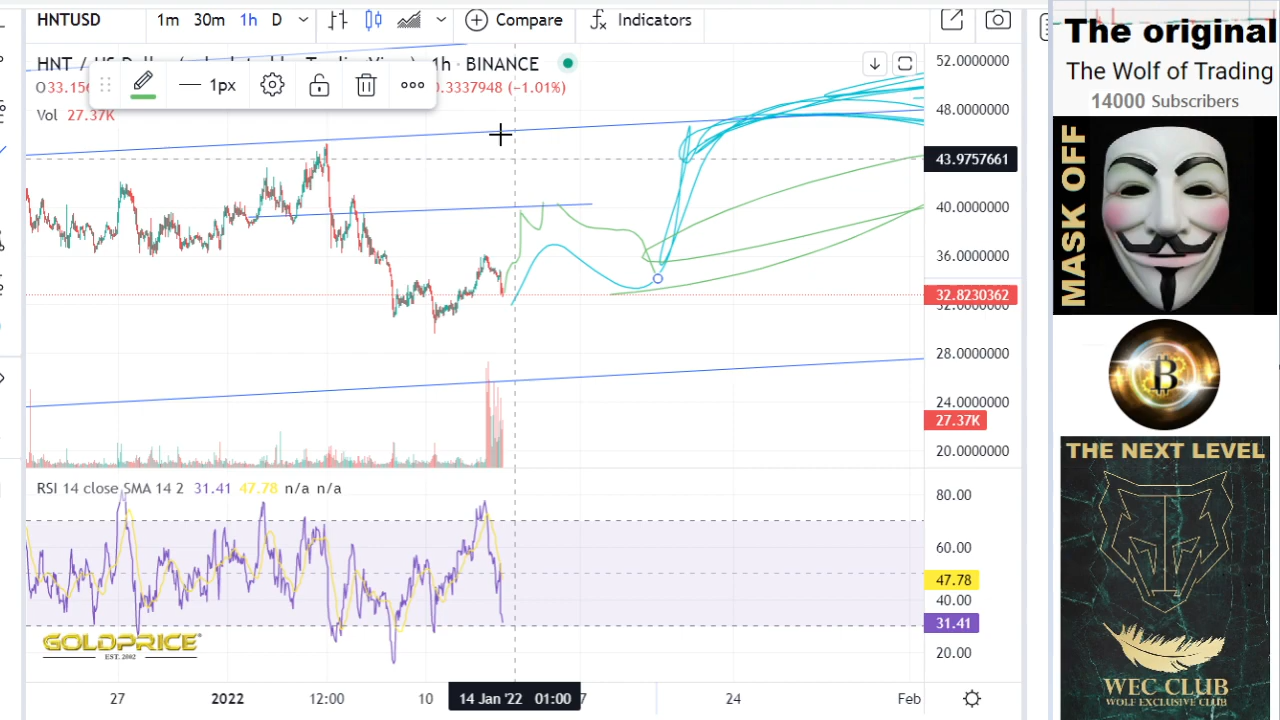 HNTUSD 1m 30m 1h D Compare Indicators
HNT / 1h · BINANCE
1px
(−1.01%)
Vol 27.37K
52.0000000
48.0000000
43.9757661
40.0000000
36.0000000
32.8230362
32.0000000
28.0000000
24.0000000
27.37K
20.0000000
RSI 14 close SMA 14 2 31.41 47.78 n/a n/a
80.00
60.00
47.78
40.00
31.41
20.00
GOLDPRICE
EST. 2002
27 2022 12:00 10 14 Jan '22 01:00 24 Feb
The original
The Wolf of Trading
14000 Subscribers
MASK OFF
B
THE NEXT LEVEL
WEC CLUB
WOLF EXCLUSIVE CLUB